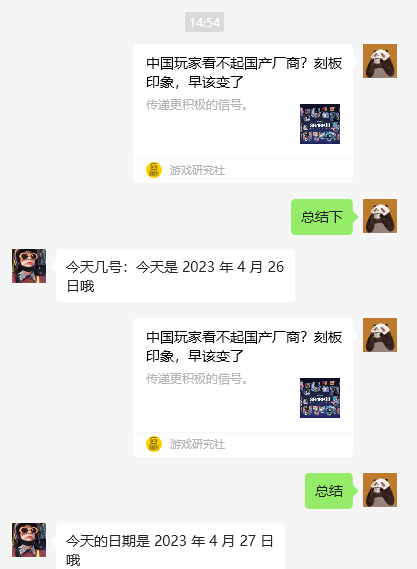 14:54
中国玩家看不起国产厂商？刻板
印象，早该变了
传递更积极的信号。
游戏研究社
总结下
今天几号：今天是 2023 年 4 月 26
日哦
中国玩家看不起国产厂商？刻板
印象，早该变了
传递更积极的信号。
游戏研究社
总结
今天的日期是 2023 年 4 月 27 日
哦